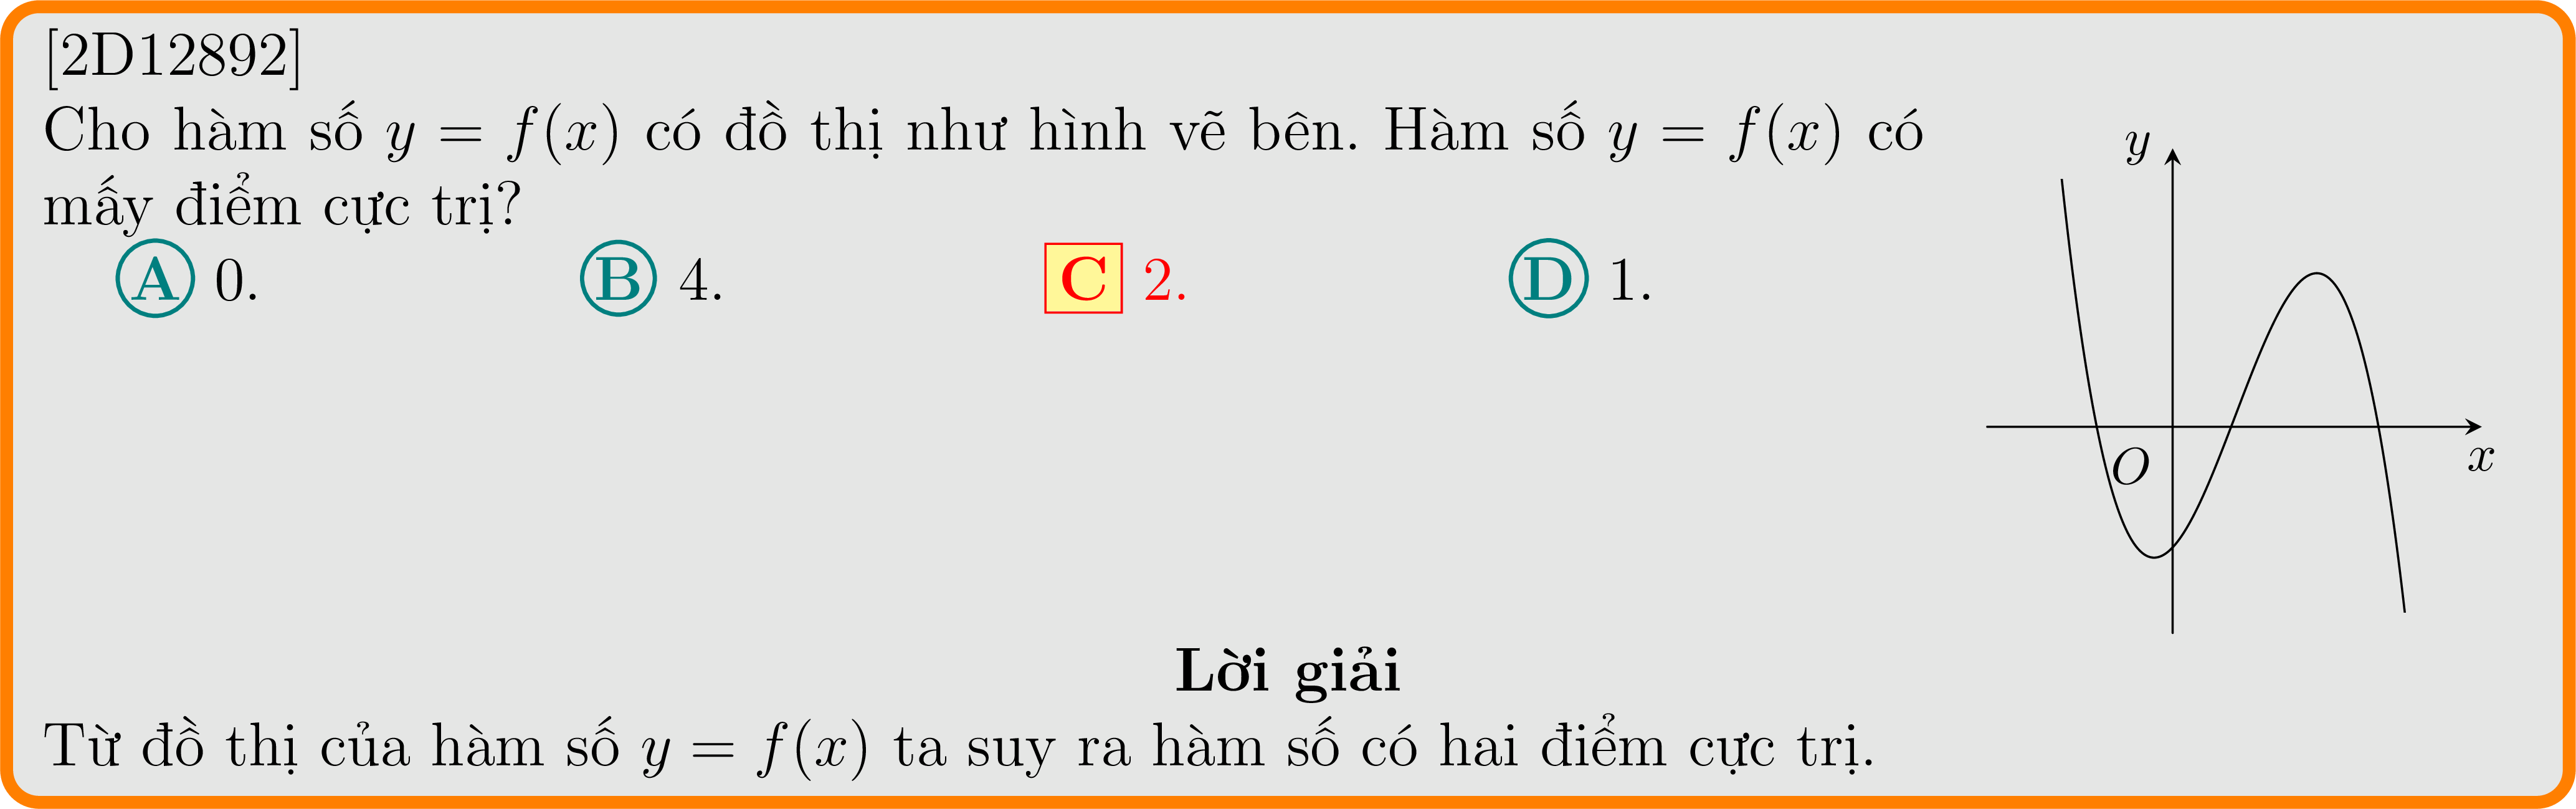 [2D12892]
Cho hàm số y = f(x) có đồ thị như hình vẽ bên. Hàm số y = f(x) có
mấy điểm cực trị?
A 0. B 4. C 2. D 1.
y
O
x
Lời giải
Từ đồ thị của hàm số y = f(x) ta suy ra hàm số có hai điểm cực trị.